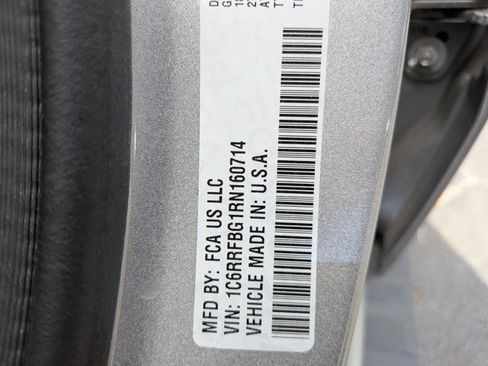 MFD BY: FCA US LLC
VIN: 1C6RRFBG1RN160714
VEHICLE MADE IN: U.S.A.